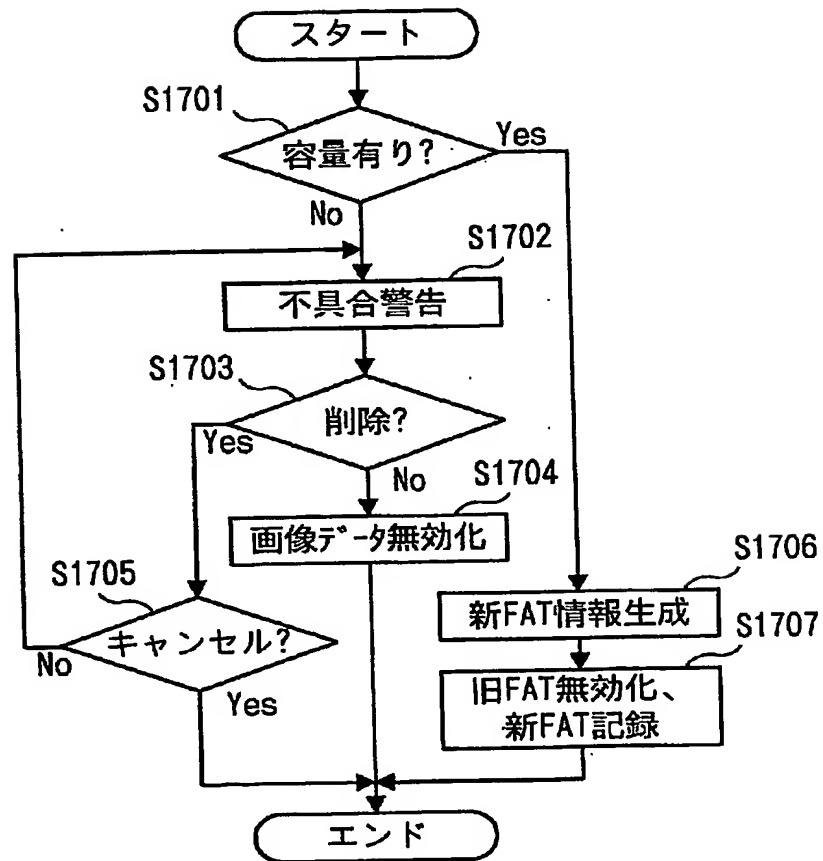 スタート
S1701
容量有り?
Yes
No
S1702
不具合警告
S1703
削除?
Yes
No
S1704
画像データ無効化
S1705
キャンセル?
No
Yes
S1706
新FAT情報生成
S1707
旧FAT無効化、
新FAT記録
エンド